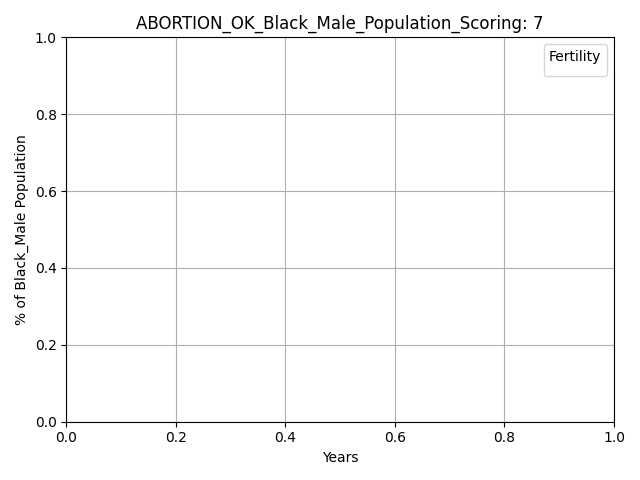 ABORTION_OK_Black_Male_Population_Scoring: 7
Fertility
% of Black_Male Population
1.0
0.8
0.6
0.4
0.2
0.0
0.0 0.2 0.4 0.6 0.8 1.0
Years